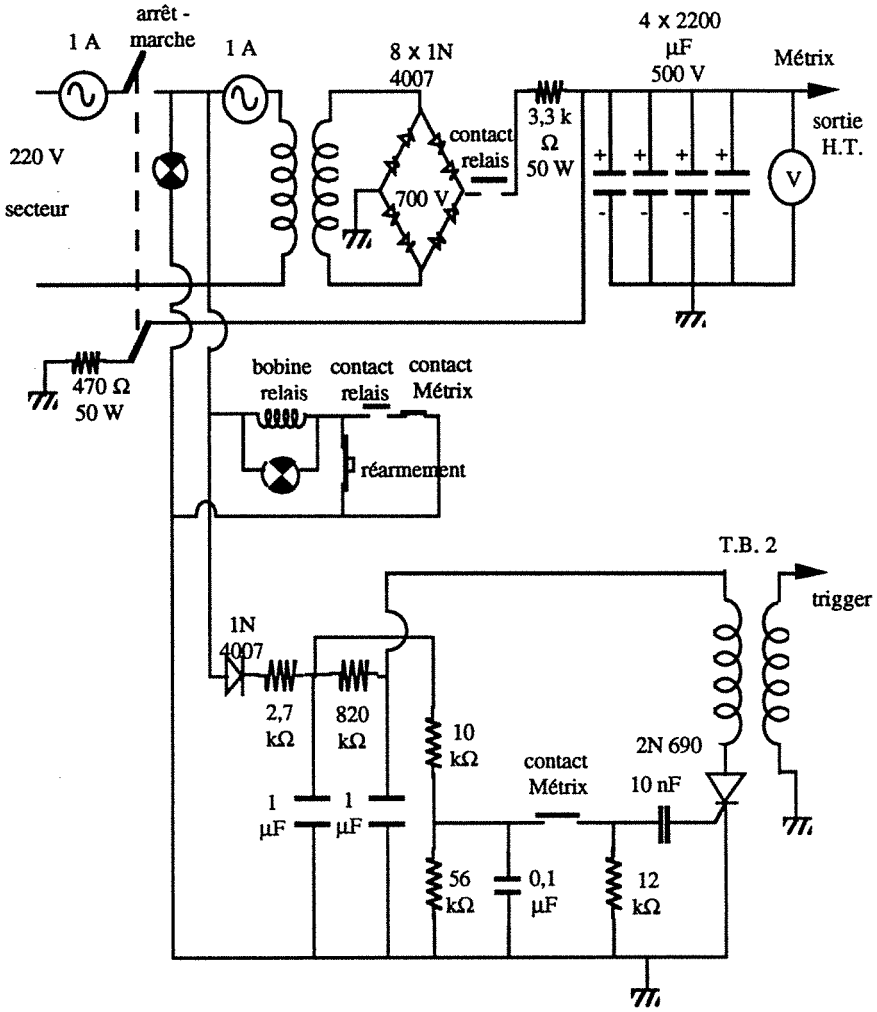 arrêt -
marche
1 A
1 A
8 x 1N
4007
4 x 2200
µF
500 V
Métrix
sortie
H.T.
220 V
secteur
contact
relais
3,3 k
Ω
50 W
700 V
+
+
+
+
-
-
-
-
V
470 Ω
50 W
bobine
relais
contact
relais
contact
Métrix
réarmement
T.B. 2
trigger
1N
4007
2,7
kΩ
820
kΩ
10
kΩ
2N 690
contact
Métrix
10 nF
1
µF
1
µF
56
kΩ
0,1
µF
12
kΩ